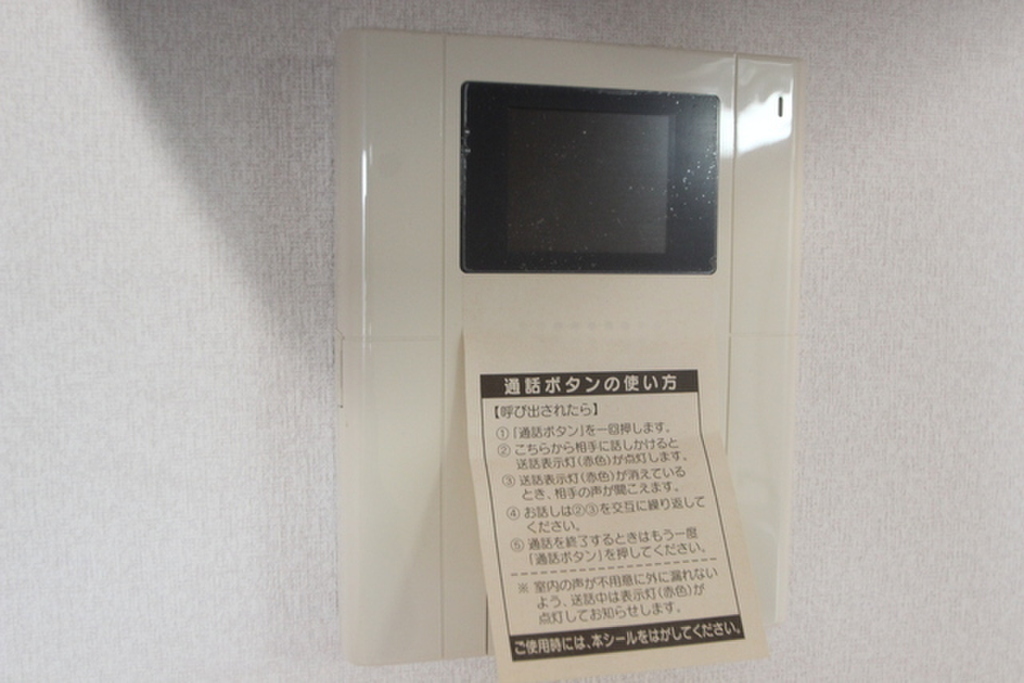 通話ボタンの使い方
【呼び出されたら】
①「通話ボタン」を一回押します。
② こちらから相手に話しかけると
送話表示灯(赤色)が点灯します。
③ 送話表示灯(赤色)が消えている
とき、相手の声が聞こえます。
④ お話しは②③を交互に繰り返して
ください。
⑤ 通話を終了するときはもう一度
「通話ボタン」を押してください。
※ 室内の声が不用意に外に漏れない
よう、送話中は表示灯(赤色)が
点灯してお知らせします。
ご使用時には、本シールをはがしてください。